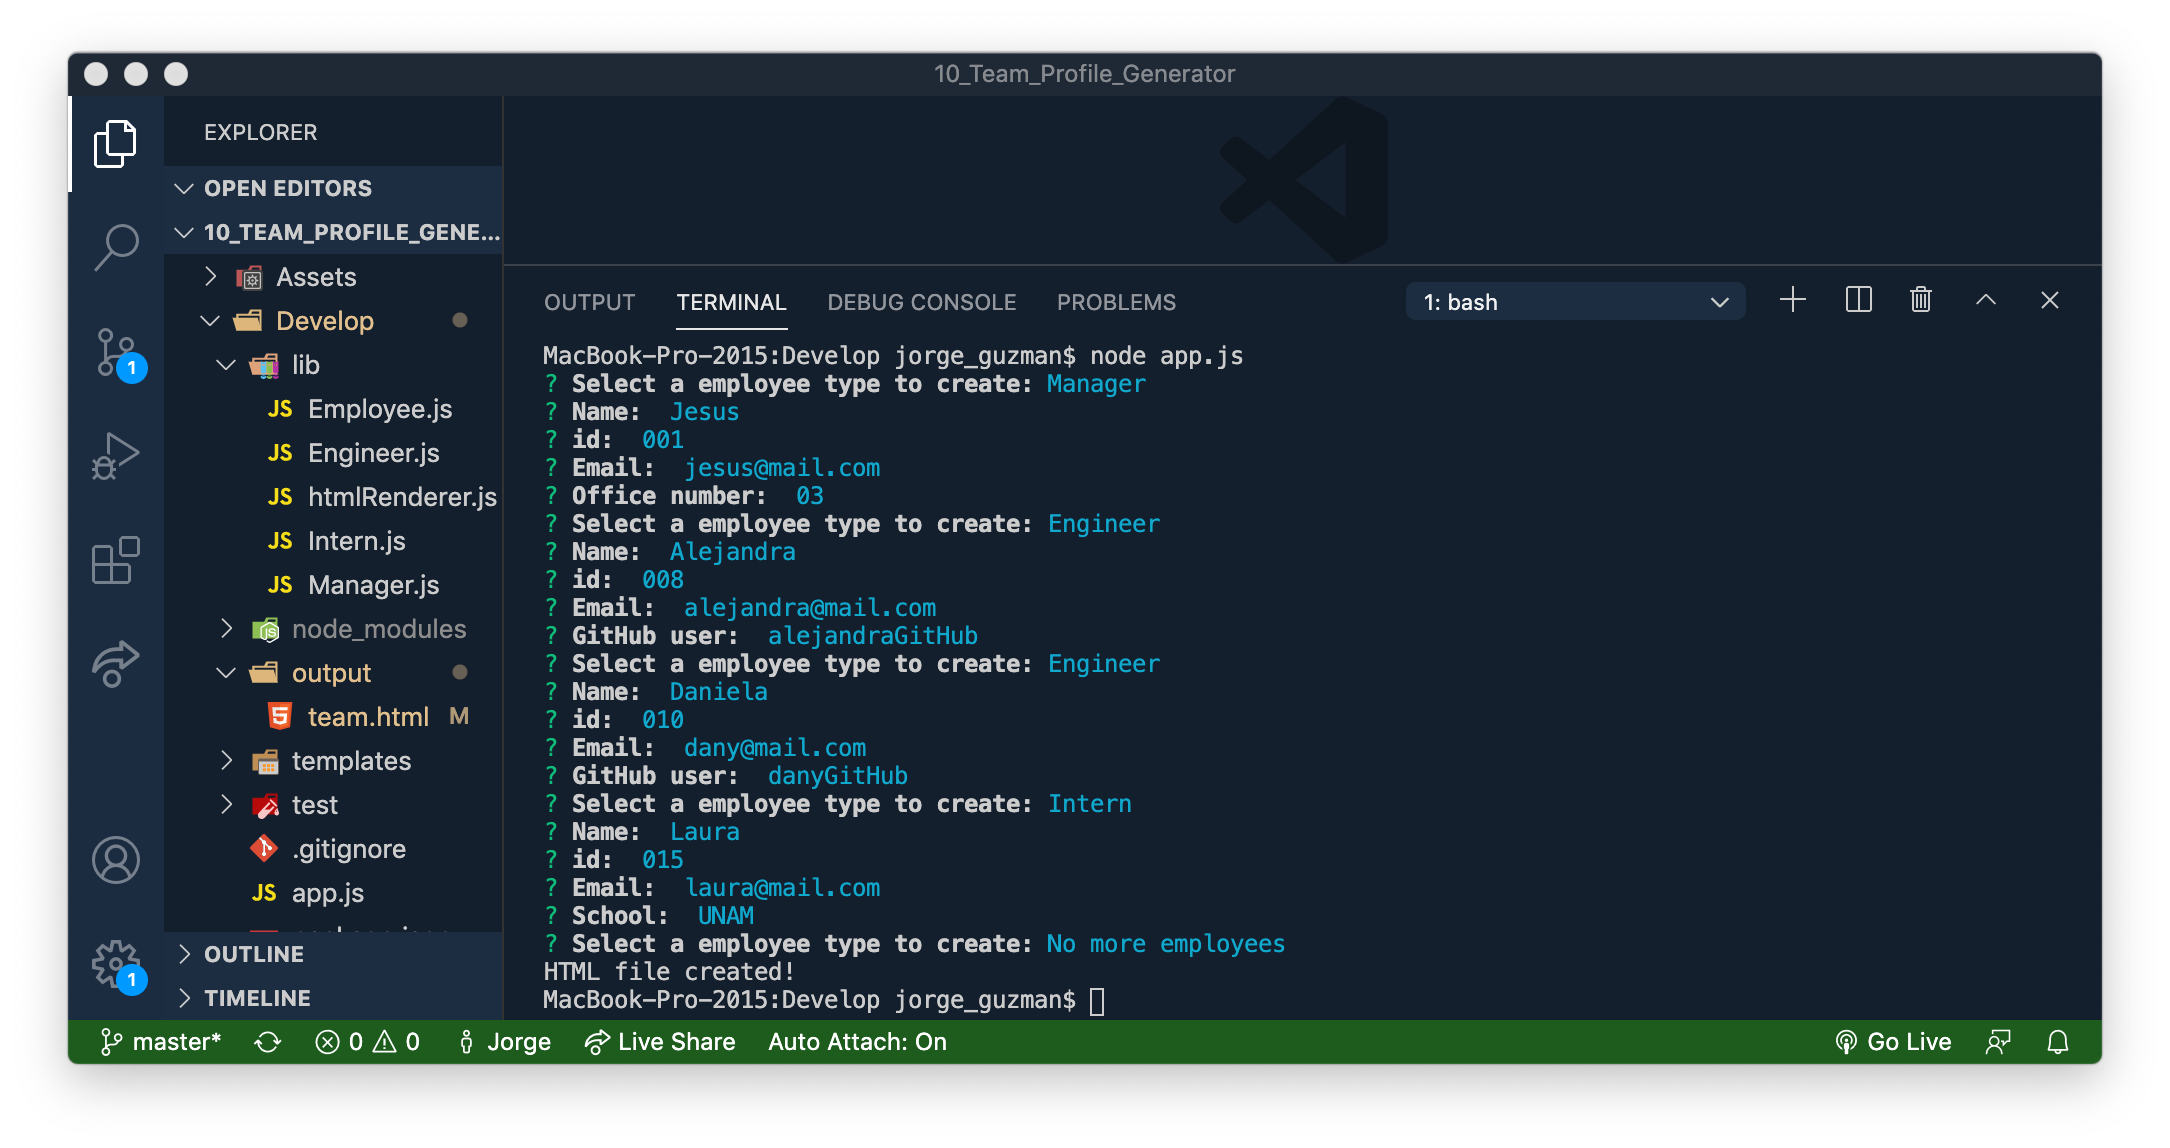 10_Team_Profile_Generator
EXPLORER
OPEN EDITORS
10_TEAM_PROFILE_GENE...
Assets
Develop
lib
JS Employee.js
JS Engineer.js
JS htmlRenderer.js
JS Intern.js
JS Manager.js
node_modules
output
team.html M
templates
test
.gitignore
JS app.js
OUTLINE
TIMELINE
1
1
OUTPUT TERMINAL DEBUG CONSOLE PROBLEMS 1: bash
MacBook-Pro-2015:Develop jorge_guzman$ node app.js
? Select a employee type to create: Manager
? Name: Jesus
? id: 001
? Email: jesus@mail.com
? Office number: 03
? Select a employee type to create: Engineer
? Name: Alejandra
? id: 008
? Email: alejandra@mail.com
? GitHub user: alejandraGitHub
? Select a employee type to create: Engineer
? Name: Daniela
? id: 010
? Email: dany@mail.com
? GitHub user: danyGitHub
? Select a employee type to create: Intern
? Name: Laura
? id: 015
? Email: laura@mail.com
? School: UNAM
? Select a employee type to create: No more employees
HTML file created!
MacBook-Pro-2015:Develop jorge_guzman$
master* 0 0 Jorge Live Share Auto Attach: On Go Live